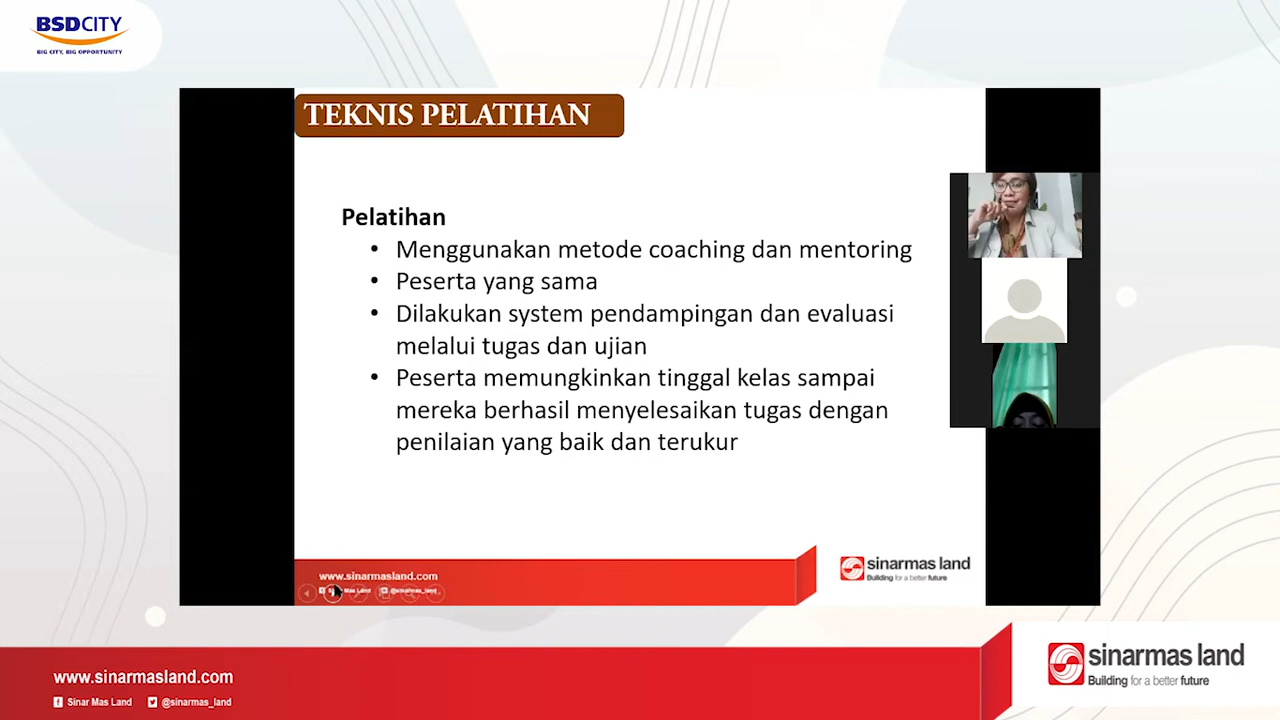 BSDCITY
BIG CITY, BIG OPPORTUNITY
TEKNIS PELATIHAN
Pelatihan
• Menggunakan metode coaching dan mentoring
• Peserta yang sama
• Dilakukan system pendampingan dan evaluasi
melalui tugas dan ujian
• Peserta memungkinkan tinggal kelas sampai
mereka berhasil menyelesaikan tugas dengan
penilaian yang baik dan terukur
www.sinarmasland.com
Mas Land @sinarmas_land
sinarmas land
Building for a better future
www.sinarmasland.com
Sinar Mas Land @sinarmas_land
sinarmas land
Building for a better future